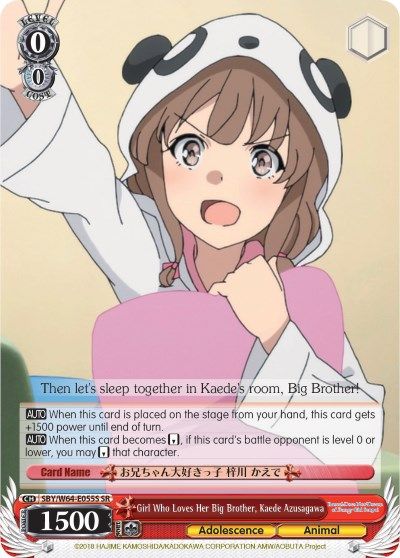 LEVEL
0
0
COST
Then let's sleep together in Kaede's room, Big Brother!
AUTO When this card is placed on the stage from your hand, this card gets
+1500 power until end of turn.
AUTO When this card becomes , if this card's battle opponent is level 0 or
lower, you may this card.
Card Name お兄ちゃん大好きっ子 梓川 かえで
CH SBY/W64-E055S SR
1500
Girl Who Loves Her Big Brother, Kaede Azusagawa
Adolescence
Animal
©2018 HAJIME KAMOSHIDA/KADOKAWA CORPORATION AMW/AOBUTA Project